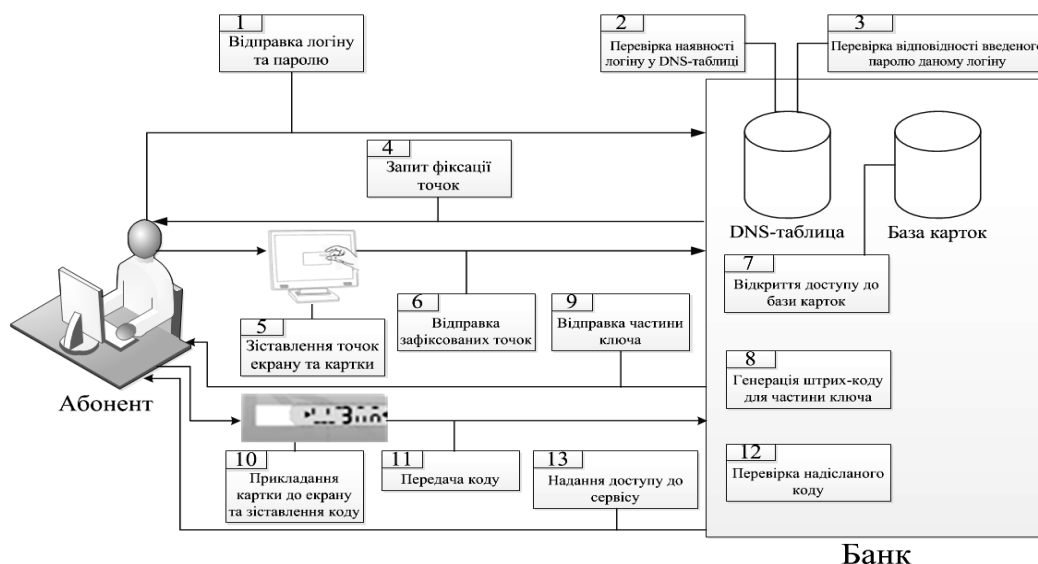 1
Відправка логіну
та паролю
2
Перевірка наявності
логіну у DNS-таблиці
3
Перевірка відповідності введеного
паролю даному логіну
4
Запит фіксації
точок
DNS-таблица
База карток
5
Зіставлення точок
екрану та картки
6
Відправка
зафіксованих точок
9
Відправка частини
ключа
7
Відкриття доступу до
бази карток
8
Генерація штрих-коду
для частини ключа
Абонент
10
Прикладання
картки до екрану
та зіставлення коду
11
Передача коду
13
Надання доступу до
сервісу
12
Перевірка надісланого
коду
Банк